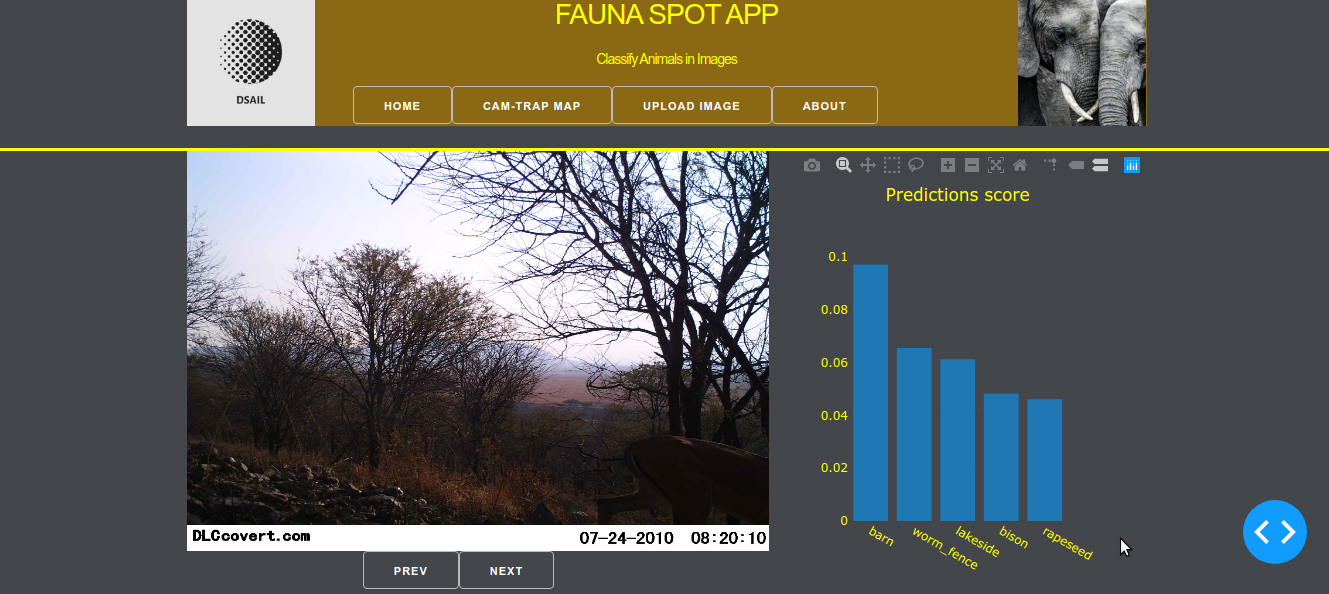 FAUNA SPOT APP
Classify Animals in Images
DSAIL
HOME
CAM-TRAP MAP
UPLOAD IMAGE
ABOUT
DLCcovert.com
07-24-2010 08:20:10
PREV
NEXT
Predictions score
0.1
0.08
0.06
0.04
0.02
0
barn
worm_fence
lakeside
bison
rapeseed